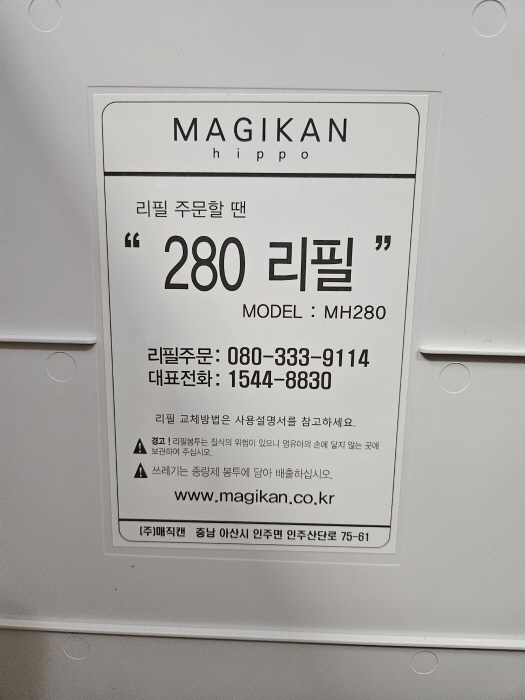 MAGIKAN
hippo
리필 주문할 땐
“ 280 리필 ”
MODEL : MH280
리필주문: 080-333-9114
대표전화: 1544-8830
리필 교체방법은 사용설명서를 참고하세요.
경고! 리필봉투는 질식의 위험이 있으니 영유아의 손에 닿지 않는 곳에
보관하여 주십시오.
쓰레기는 종량제 봉투에 담아 배출하십시오.
www.magikan.co.kr
(주)매직캔 충남 아산시 인주면 인주산단로 75-61